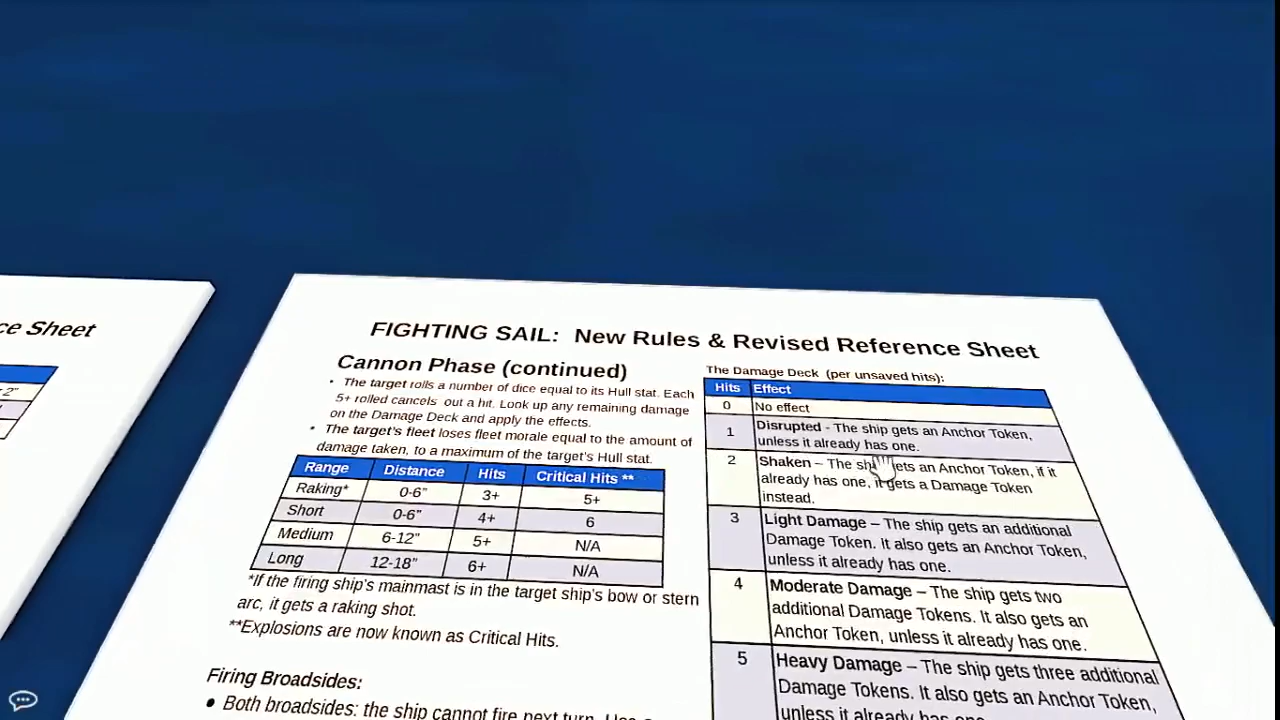 ce Sheet
2"
FIGHTING SAIL: New Rules & Revised Reference Sheet
Cannon Phase (continued)
• The target rolls a number of dice equal to its Hull stat. Each
5+ rolled cancels out a hit. Look up any remaining damage
on the Damage Deck and apply the effects.
• The target's fleet loses fleet morale equal to the amount of
damage taken, to a maximum of the target's Hull stat.
Range Distance Hits Critical Hits **
Raking* 0-6" 3+ 5+
Short 0-6" 4+ 6
Medium 6-12" 5+ N/A
Long 12-18" 6+ N/A
*If the firing ship's mainmast is in the target ship's bow or stern
arc, it gets a raking shot.
**Explosions are now known as Critical Hits.
Firing Broadsides:
• Both broadsides: the ship cannot fire next turn.
The Damage Deck (per unsaved hits):
Hits Effect
0 No effect
1 Disrupted - The ship gets an Anchor Token,
unless it already has one.
2 Shaken – The ship gets an Anchor Token, if it
already has one, it gets a Damage Token
instead.
3 Light Damage – The ship gets an additional
Damage Token. It also gets an Anchor Token,
unless it already has one.
4 Moderate Damage – The ship gets two
additional Damage Tokens. It also gets an
Anchor Token, unless it already has one.
5 Heavy Damage – The ship gets three additional
Damage Tokens. It also gets an Anchor Token,
unless it already has one